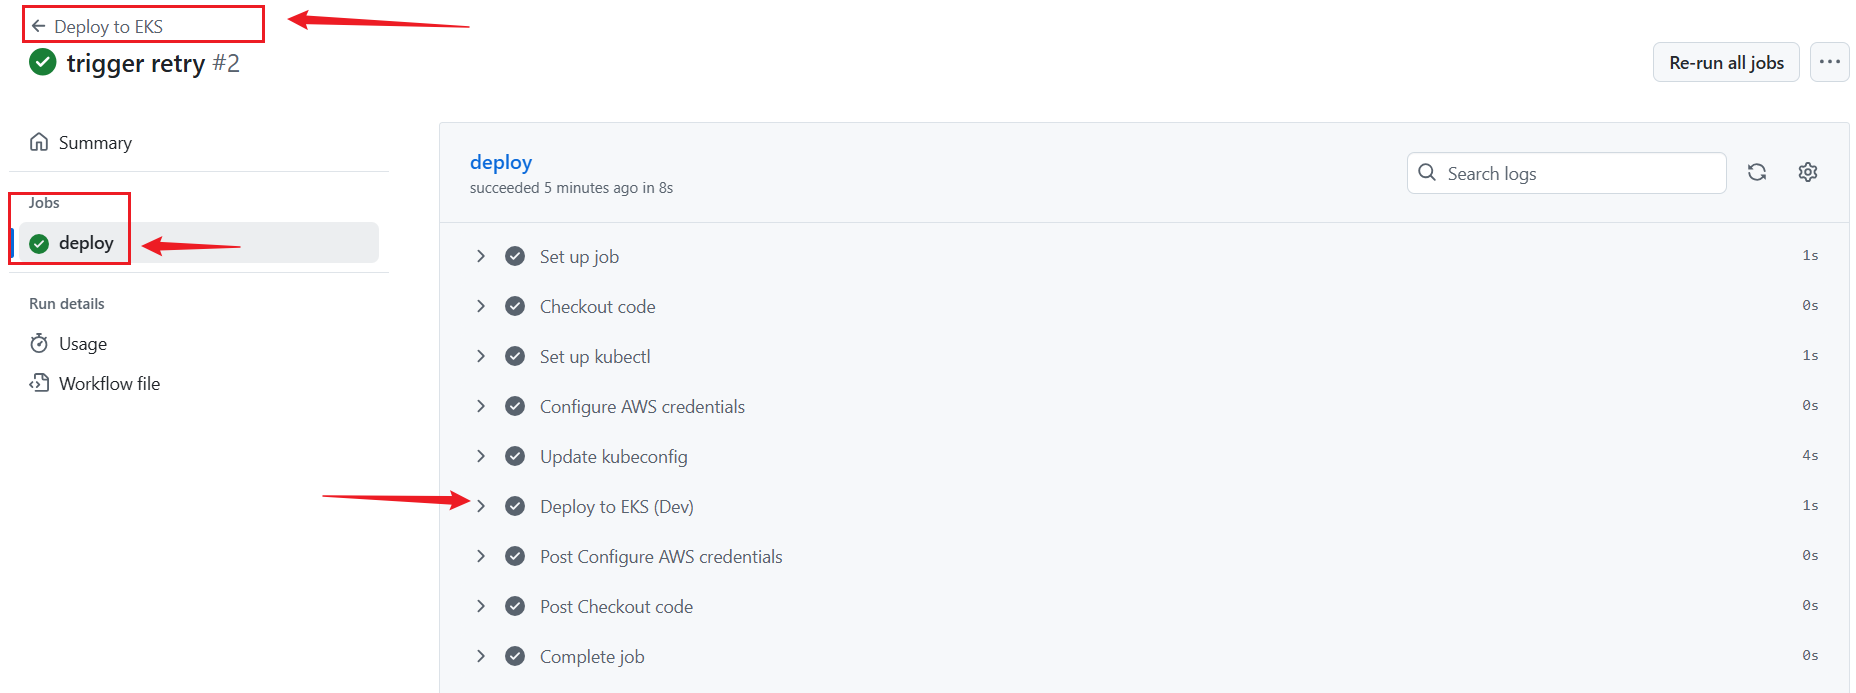 Deploy to EKS
trigger retry #2
Re-run all jobs
Summary
Jobs
deploy
Run details
Usage
Workflow file
deploy
succeeded 5 minutes ago in 8s
Search logs
Set up job 1s
Checkout code 0s
Set up kubectl 1s
Configure AWS credentials 0s
Update kubeconfig 4s
Deploy to EKS (Dev) 1s
Post Configure AWS credentials 0s
Post Checkout code 0s
Complete job 0s